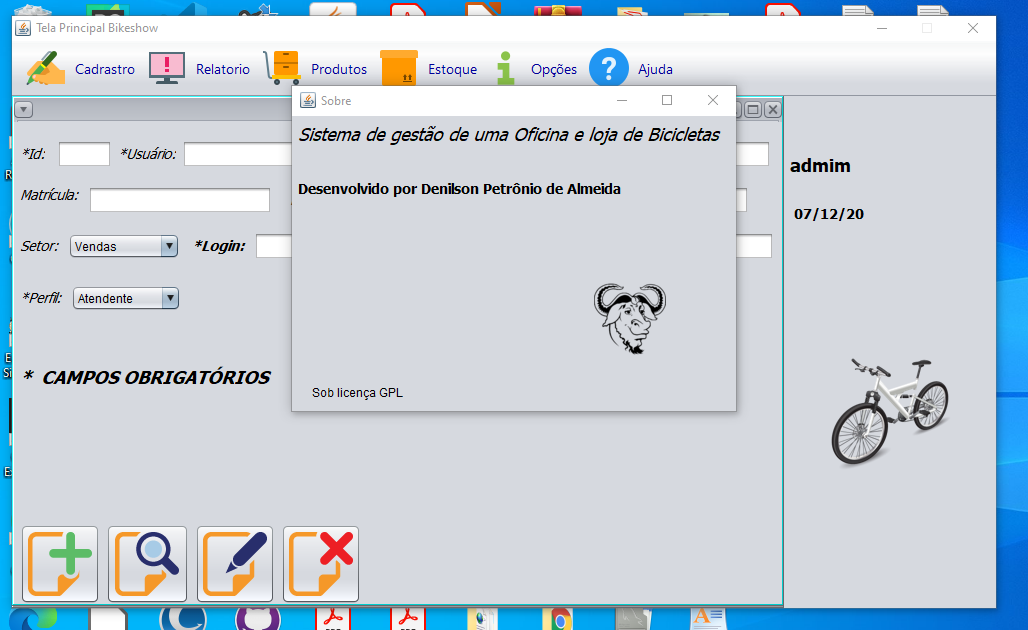 Tela Principal Bikeshow
Cadrastro
Relatorio
Produtos
Estoque
Opções
Ajuda
Sobre
Sistema de gestão de uma Oficina e loja de Bicicletas
Desenvolvido por Denilson Petrônio de Almeida
Sob licença GPL
*Id:
*Usuário:
Matrícula:
Setor:
Vendas
*Login:
*Perfil:
Atendente
* CAMPOS OBRIGATÓRIOS
admim
07/12/20